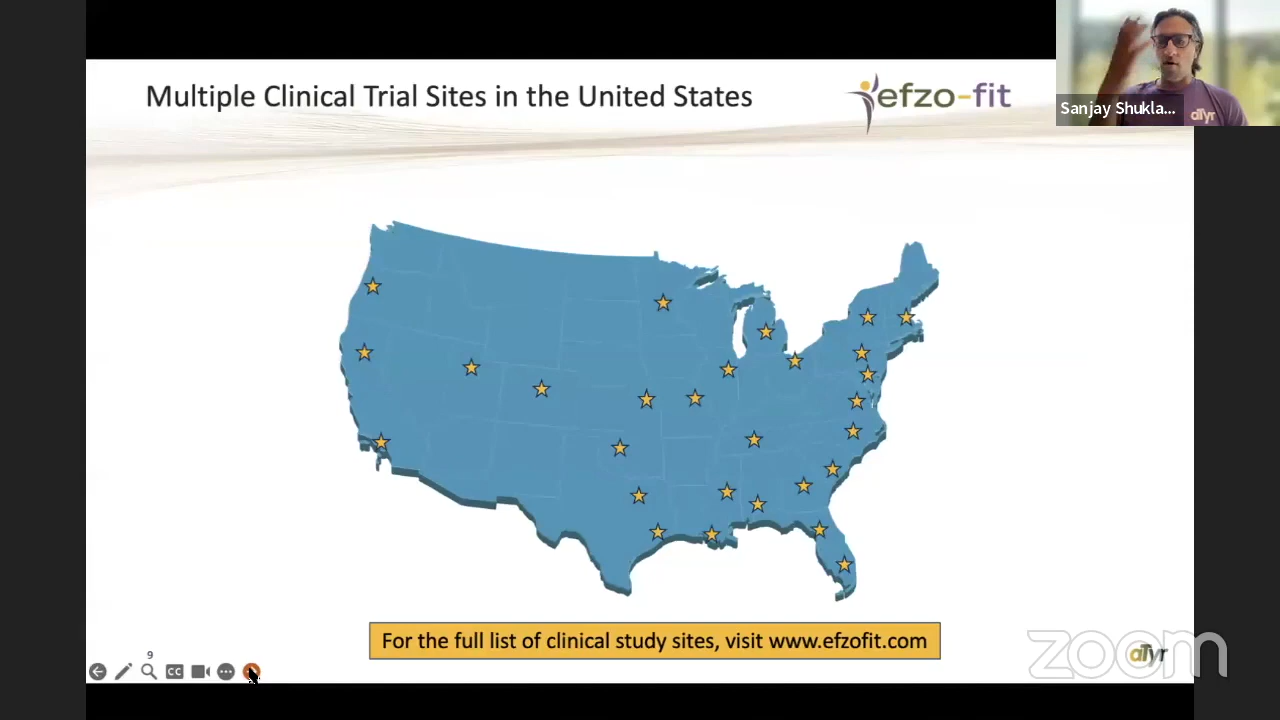 Multiple Clinical Trial Sites in the United States
efzo-fit
Sanjay Shukla...
aTyr
For the full list of clinical study sites, visit www.efzofit.com
9
CC
zoom
aTyr